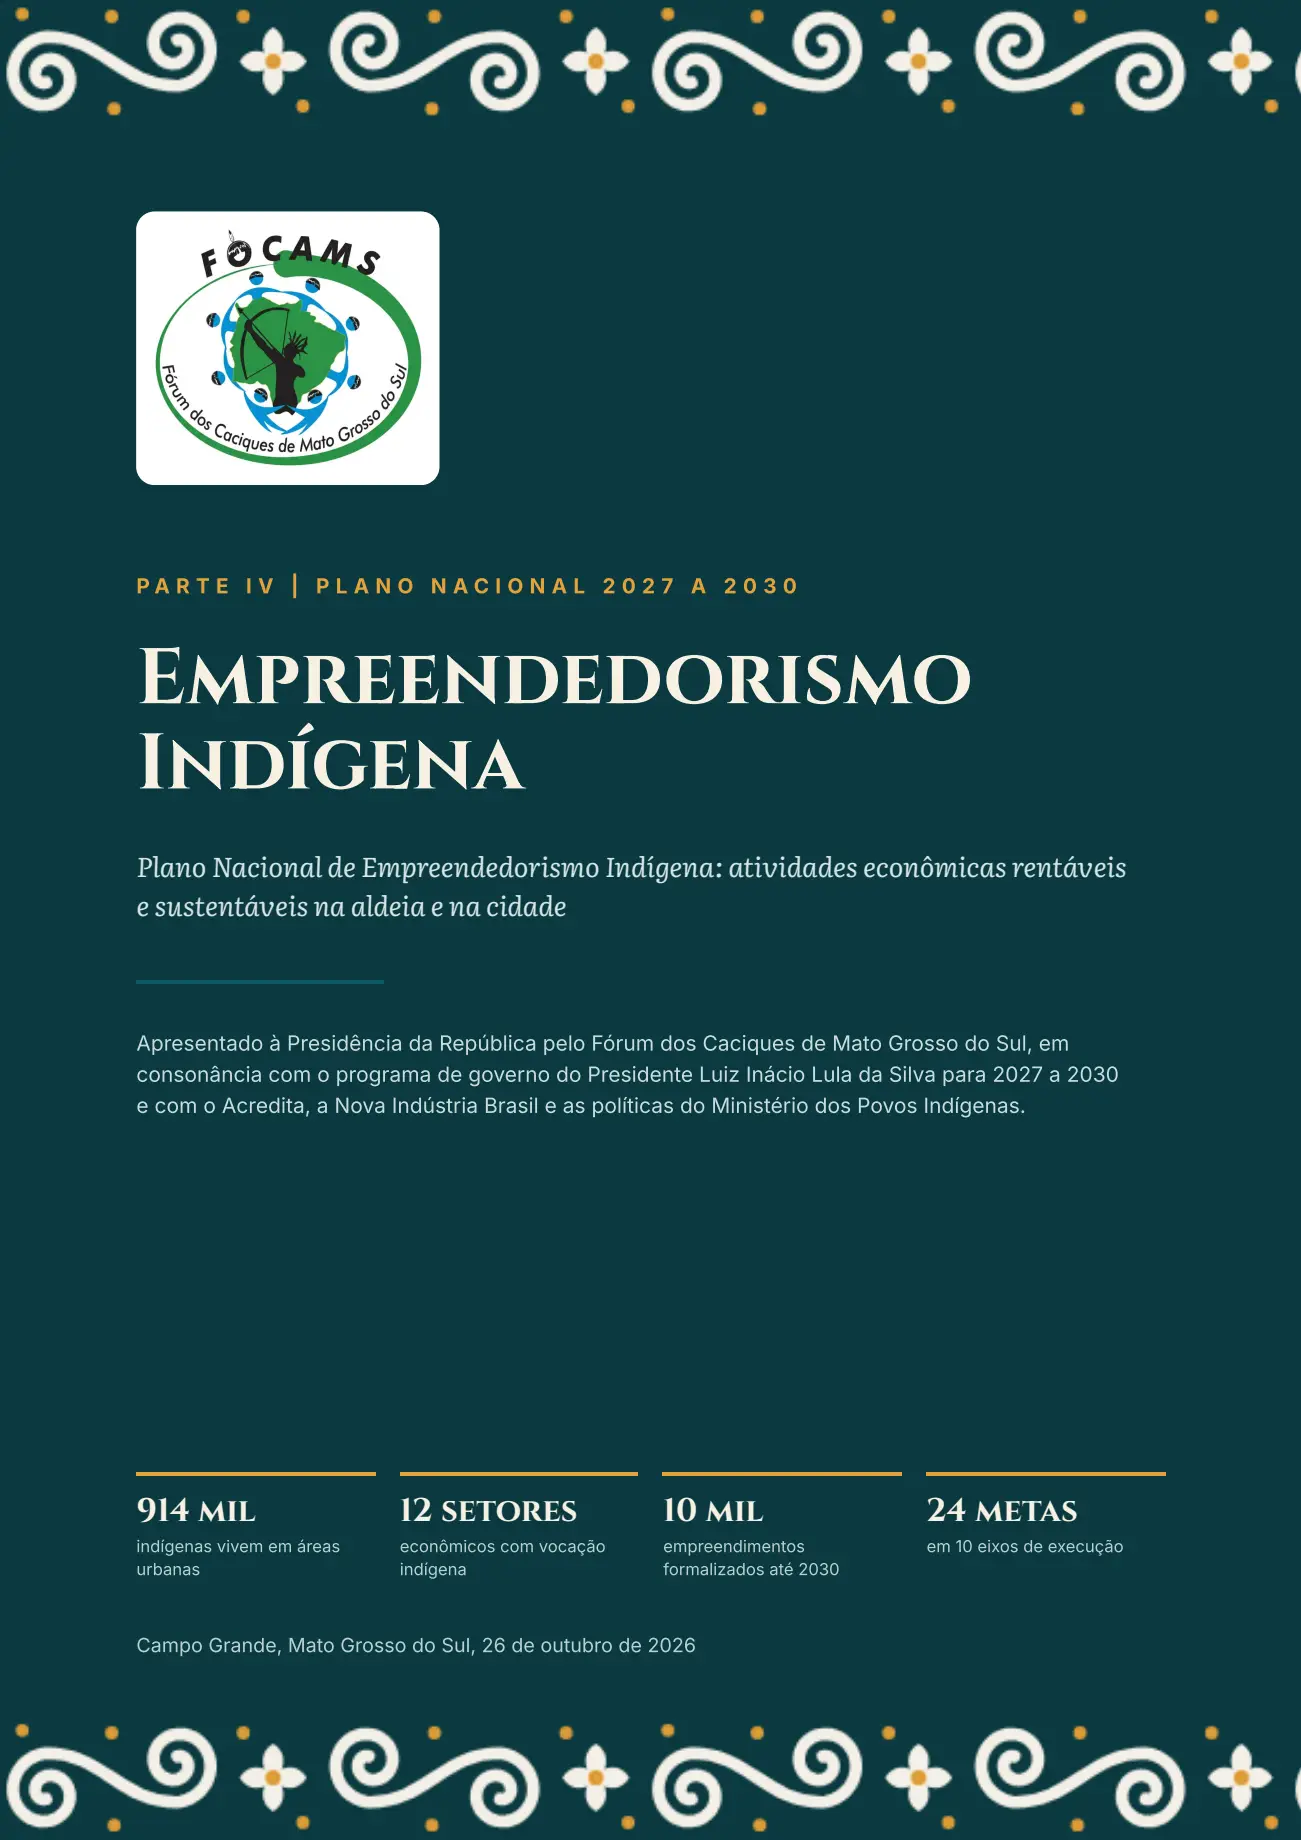 FOCAMS
Fórum dos Caciques de Mato Grosso do Sul
PARTE IV | PLANO NACIONAL 2027 A 2030
Empreendedorismo
Indígena
Plano Nacional de Empreendedorismo Indígena: atividades econômicas rentáveis
e sustentáveis na aldeia e na cidade
Apresentado à Presidência da República pelo Fórum dos Caciques de Mato Grosso do Sul, em
consonância com o programa de governo do Presidente Luiz Inácio Lula da Silva para 2027 a 2030
e com o Acredita, a Nova Indústria Brasil e as políticas do Ministério dos Povos Indígenas.
914 mil
indígenas vivem em áreas
urbanas
12 setores
econômicos com vocação
indígena
10 mil
empreendimentos
formalizados até 2030
24 metas
em 10 eixos de execução
Campo Grande, Mato Grosso do Sul, 26 de outubro de 2026